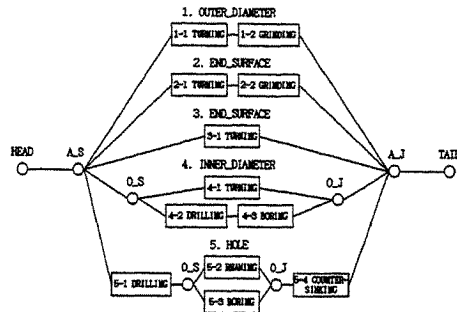 1. OUTER_DIAMETER
1-1 TURNING 1-2 GRINDING
2. END_SURFACE
2-1 TURNING 2-2 GRINDING
3. END_SURFACE
3-1 TURNING
HEAD A_S 4. INNER_DIAMETER A_J TAIL
O_S 4-1 TURNING O_J
4-2 DRILLING 4-3 BORING
5. HOLE
O_S 5-2 REAMING O_J
5-1 DRILLING 5-4 COUNTER-
SINKING
5-3 BORING